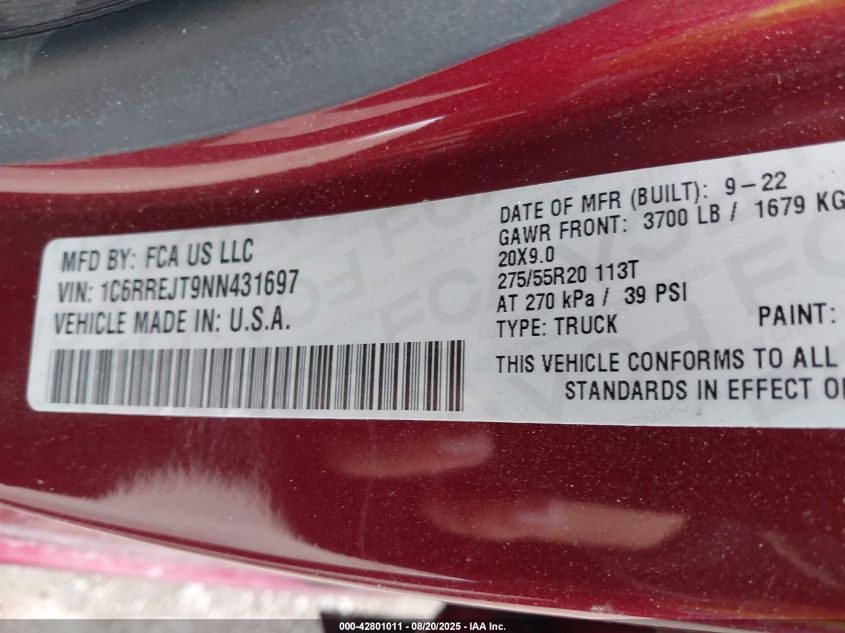 MFD BY: FCA US LLC
VIN: 1C6RREJT9NN431697
VEHICLE MADE IN: U.S.A.
DATE OF MFR (BUILT): 9-22
GAWR FRONT: 3700 LB / 1679 KG
20X9.0
275/55R20 113T
AT 270 kPa / 39 PSI
TYPE: TRUCK PAINT:
THIS VEHICLE CONFORMS TO ALL
STANDARDS IN EFFECT
000-42801011 - 08/20/2025 - IAA Inc.